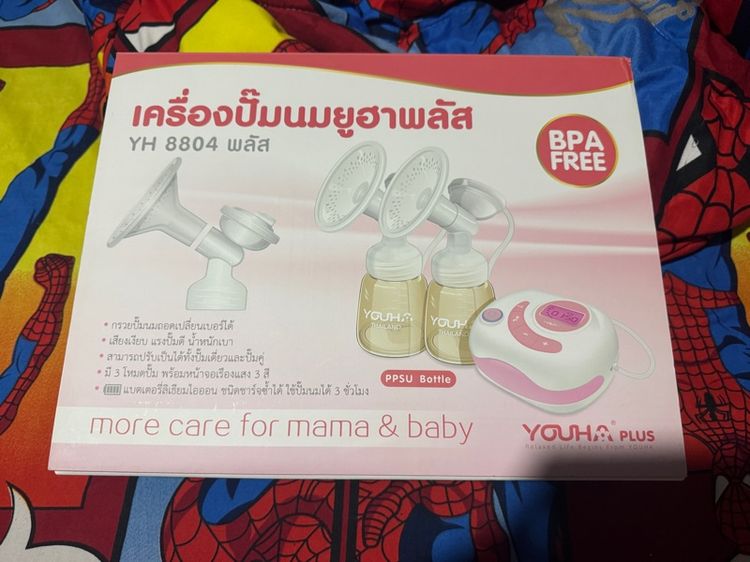 เครื่องปั๊มนมยูฮาพลัส
YH 8804 พลัส
BPA
FREE
YOUHA
THAILAND
YOUHA
THAILAND
PPSU Bottle
• กรวยปั๊มนมถอดเปลี่ยนเบอร์ได้
• เสียงเงียบ แรงปั๊มดี น้ำหนักเบา
• สามารถปรับเป็นได้ทั้งปั๊มเดี่ยวและปั๊มคู่
• มี 3 โหมดปั๊ม พร้อมหน้าจอเรืองแสง 3 สี
• แบตเตอรี่ลิเธียมไอออน ชนิดชาร์จซ้ำได้ ใช้ปั๊มนมได้ 3 ชั่วโมง
more care for mama & baby
YOUHA® PLUS
Relaxed Life Begins From YOUHA